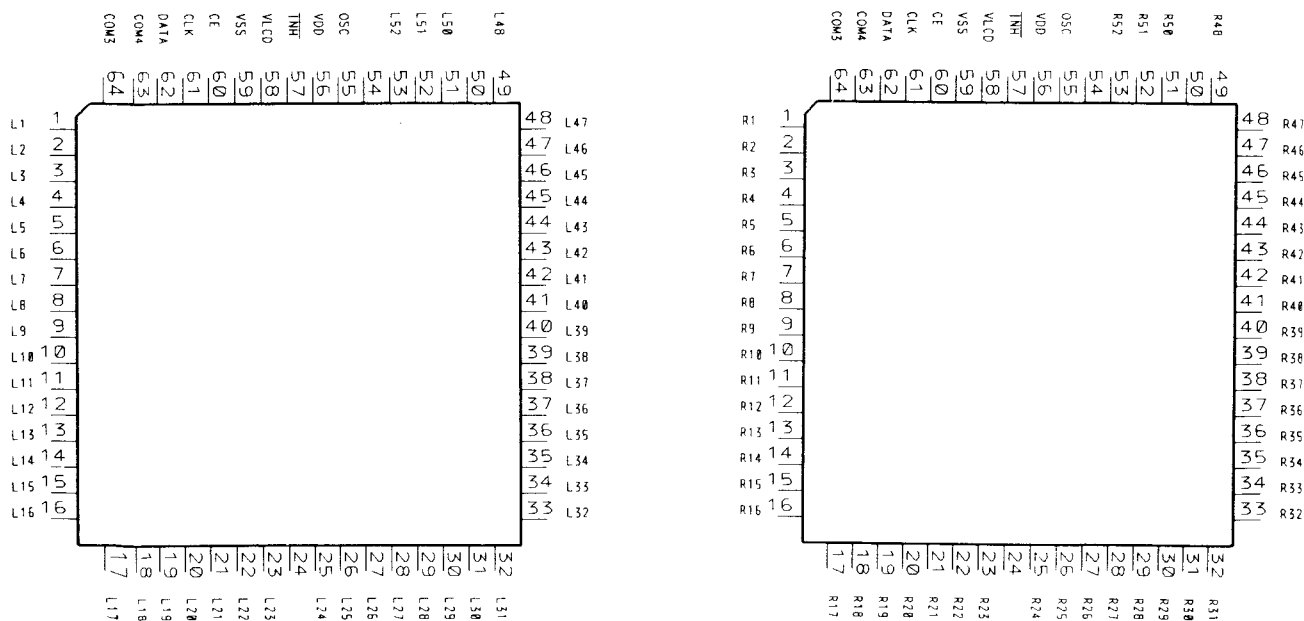 COM3 COM4 DATA CLK CE VSS VLCD INH VDD OSC L52 L51 L50 L48
64 63 62 61 60 59 58 57 56 55 54 53 52 51 50 49
L1 1 48 L47
L2 2 47 L46
L3 3 46 L45
L4 4 45 L44
L5 5 44 L43
L6 6 43 L42
L7 7 42 L41
L8 8 41 L40
L9 9 40 L39
L10 10 39 L38
L11 11 38 L37
L12 12 37 L36
L13 13 36 L35
L14 14 35 L34
L15 15 34 L33
L16 16 33 L32
17 18 19 20 21 22 23 24 25 26 27 28 29 30 31 32
L17 L18 L19 L20 L21 L22 L23 L24 L25 L26 L27 L28 L29 L30 L31
COM3 COM4 DATA CLK CE VSS VLCD INH VDD OSC R52 R51 R50 R48
64 63 62 61 60 59 58 57 56 55 54 53 52 51 50 49
R1 1 48 R47
R2 2 47 R46
R3 3 46 R45
R4 4 45 R44
R5 5 44 R43
R6 6 43 R42
R7 7 42 R41
R8 8 41 R40
R9 9 40 R39
R10 10 39 R38
R11 11 38 R37
R12 12 37 R36
R13 13 36 R35
R14 14 35 R34
R15 15 34 R33
R16 16 33 R32
17 18 19 20 21 22 23 24 25 26 27 28 29 30 31 32
R17 R18 R19 R20 R21 R22 R23 R24 R25 R26 R27 R28 R29 R30 R31